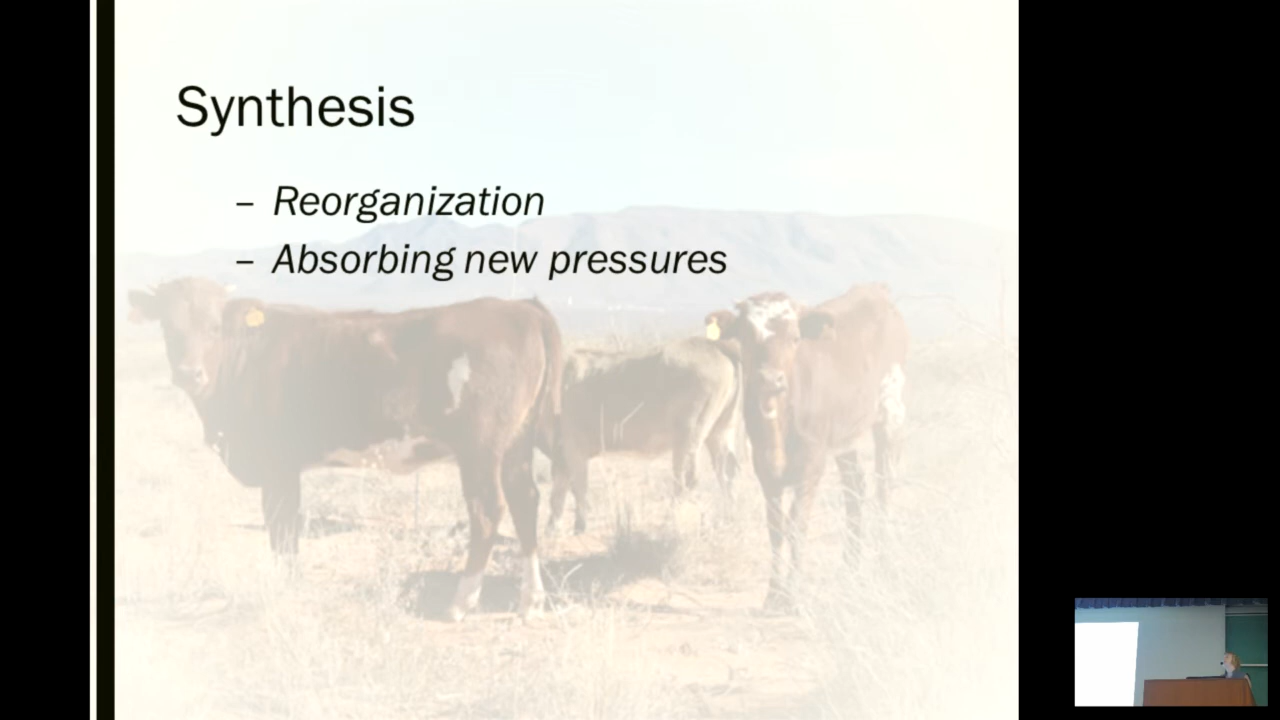 Synthesis
– Reorganization
– Absorbing new pressures